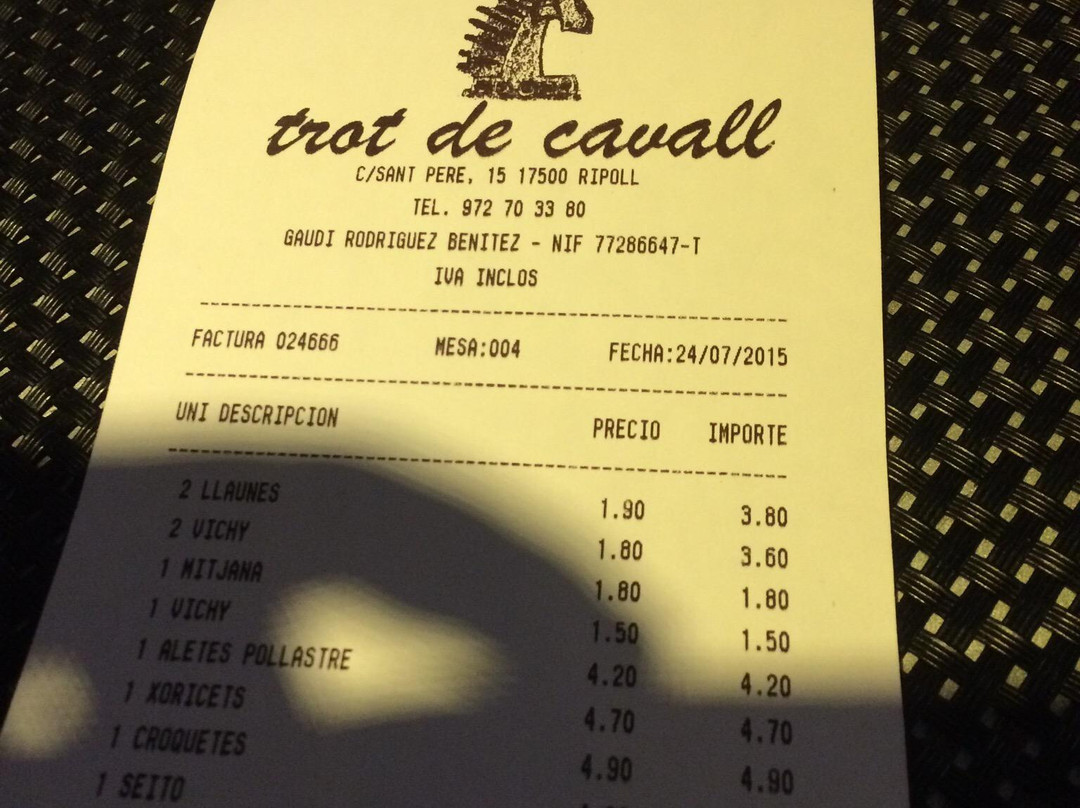 trot de cavall
C/SANT PERE, 15 17500 RIPOLL
TEL. 972 70 33 80
GAUDI RODRIGUEZ BENITEZ - NIF 77286647-T
IVA INCLOS
FACTURA 024666 MESA:004 FECHA:24/07/2015
UNI DESCRIPCION PRECIO IMPORTE
2 LLAUNES 1.90 3.80
2 VICHY 1.80 3.60
1 MITJANA 1.80 1.80
1 VICHY 1.50 1.50
1 ALETES POLLASTRE 4.20 4.20
1 XORICETS 4.70 4.70
1 CROQUETES 4.90 4.90
1 SEITO